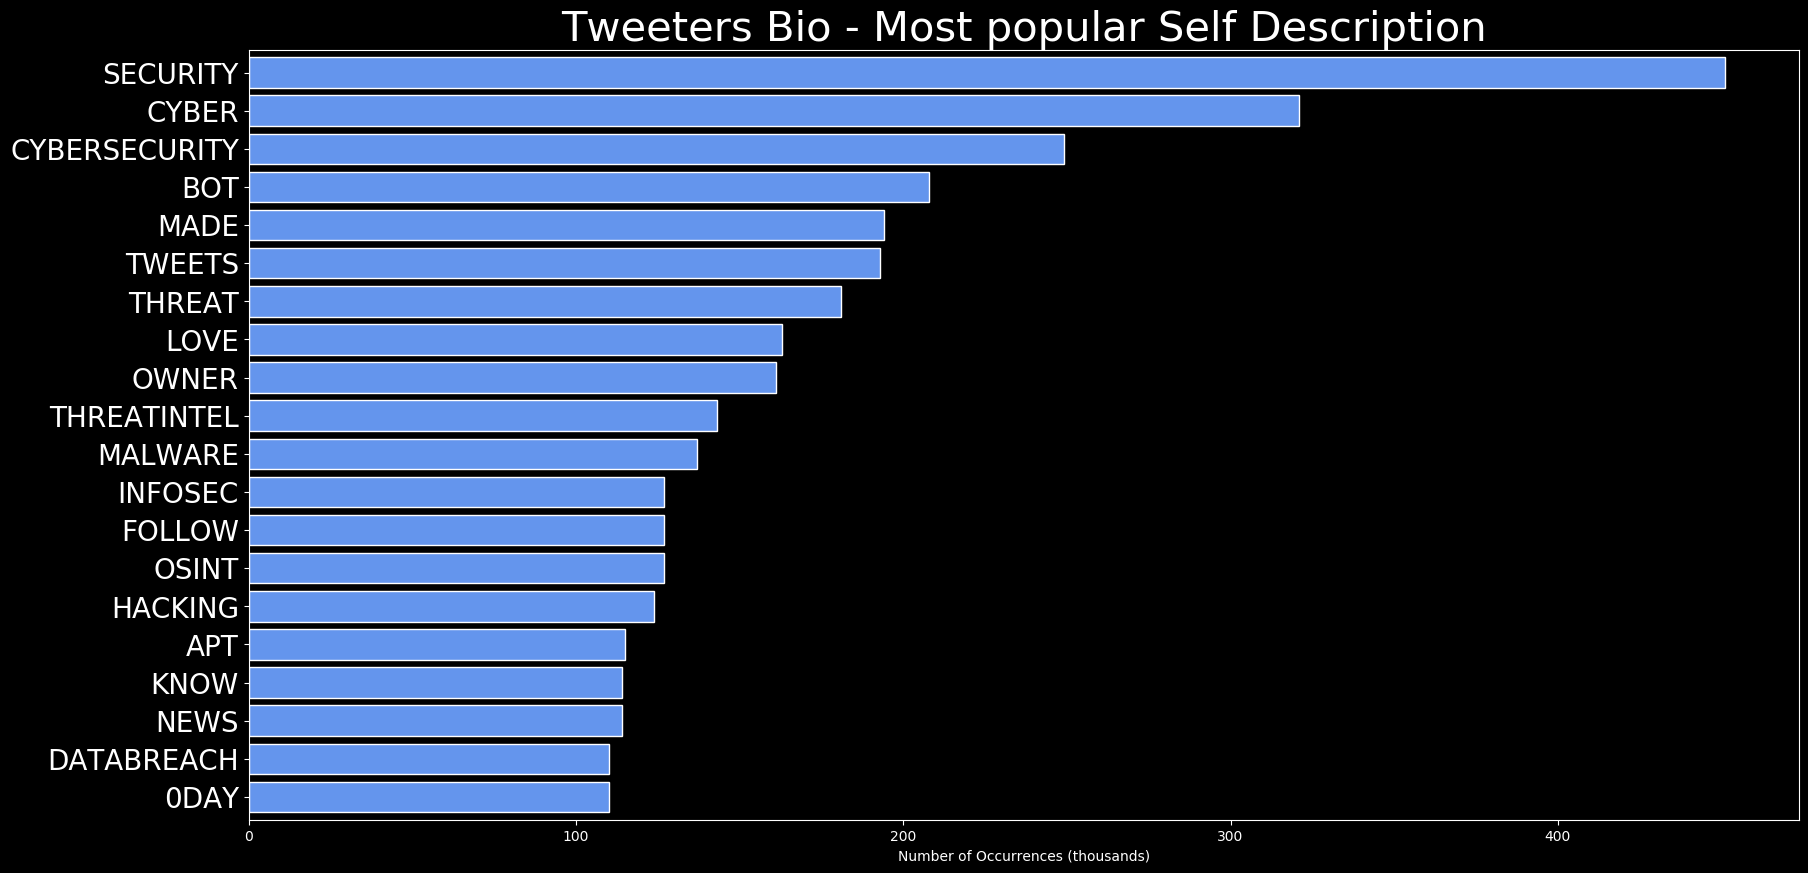 Tweeters Bio - Most popular Self Description
SECURITY
CYBER
CYBERSECURITY
BOT
MADE
TWEETS
THREAT
LOVE
OWNER
THREATINTEL
MALWARE
INFOSEC
FOLLOW
OSINT
HACKING
APT
KNOW
NEWS
DATABREACH
0DAY
0 100 200 300 400
Number of Occurrences (thousands)